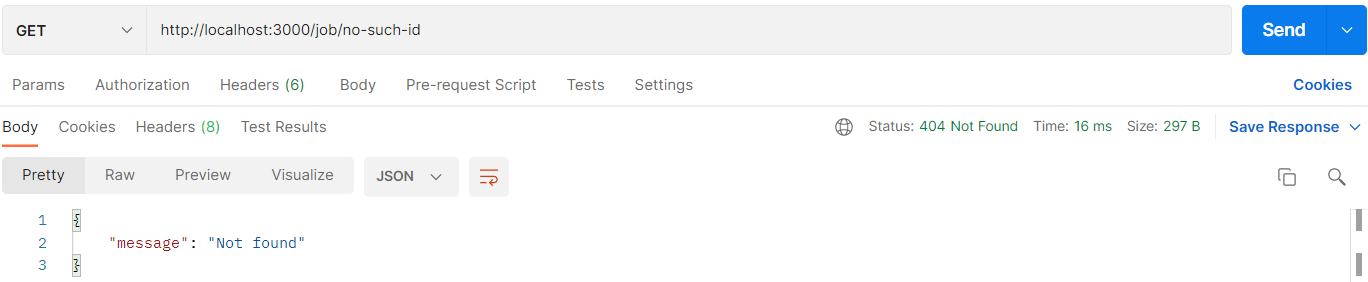 GET http://localhost:3000/job/no-such-id Send
Params Authorization Headers (6) Body Pre-request Script Tests Settings Cookies
Body Cookies Headers (8) Test Results Status: 404 Not Found Time: 16 ms Size: 297 B Save Response
Pretty Raw Preview Visualize JSON
1 {
2 "message": "Not found"
3 }